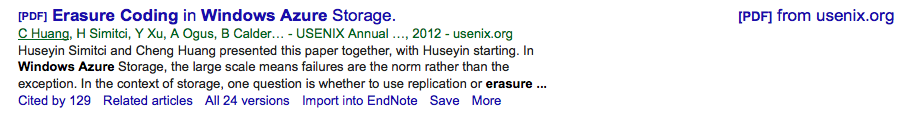 [PDF] Erasure Coding in Windows Azure Storage. [PDF] from usenix.org
C Huang, H Simitci, Y Xu, A Ogus, B Calder… - USENIX Annual …, 2012 - usenix.org
Huseyin Simitci and Cheng Huang presented this paper together, with Huseyin starting. In
Windows Azure Storage, the large scale means failures are the norm rather than the
exception. In the context of storage, one question is whether to use replication or erasure ...
Cited by 129 Related articles All 24 versions Import into EndNote Save More